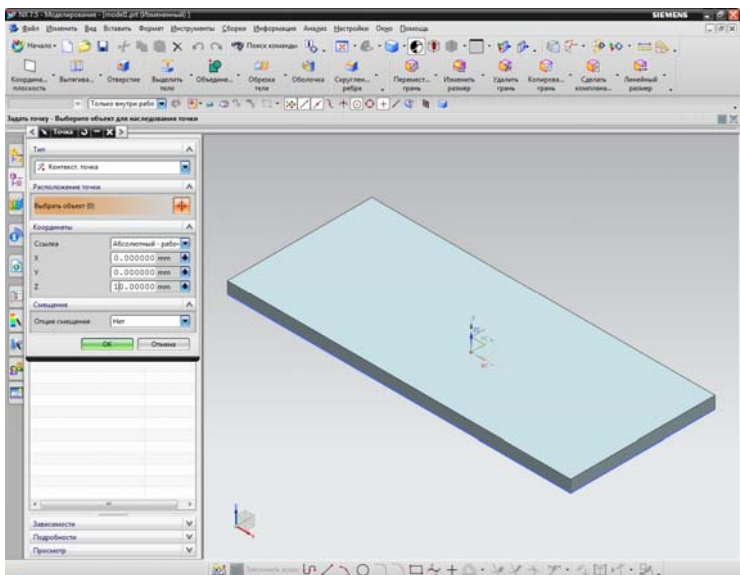 NX 7.5 - Моделирование - [model1.prt (Измененный) ]
SIEMENS
Файл Изменить Вид Вставить Формат Инструменты Сборки Информация Анализ Настройки Окно Помощь
Начало Поиск команды
Координа... плоскость
Вытягива...
Отверстие
Выделить тело
Объедине...
Обрезка тела
Оболочка
Скруглен... ребра
Перемест... грань
Изменить размер
Удалить грань
Копирова... грань
Сделать компланa...
Линейный размер
Только внутри рабо
Задать точку - Выберите объект для наследования точки
Точка
Тип
Контекст. точка
Расположение точки
Выбрать объект (0)
Координаты
Ссылка Абсолютный - рабоч
X 0.000000 mm
Y 0.000000 mm
Z 10.00000 mm
Смещение
Опция смещения Нет
OK Отмена
Зависимости
Подробности
Просмотр